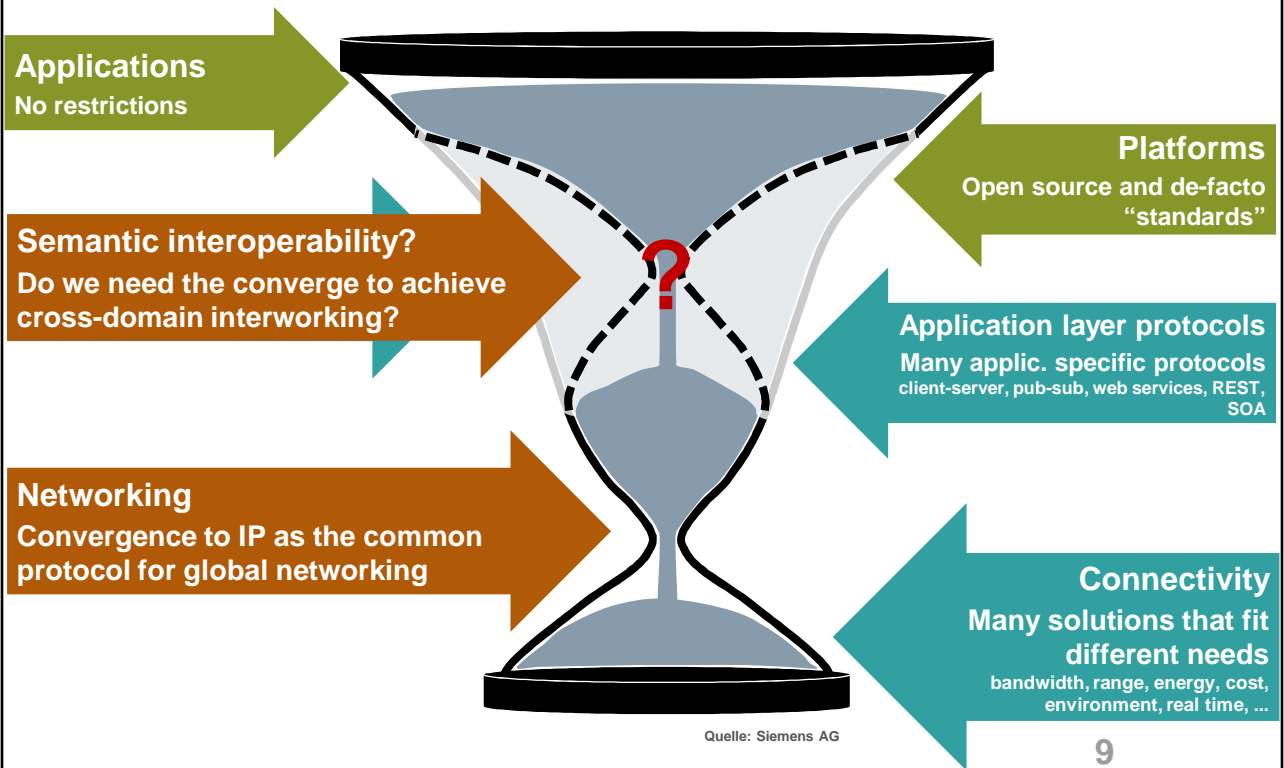 Applications
No restrictions
Platforms
Open source and de-facto
“standards”
Semantic interoperability?
Do we need the converge to achieve
cross-domain interworking?
?
Application layer protocols
Many applic. specific protocols
client-server, pub-sub, web services, REST,
SOA
Networking
Convergence to IP as the common
protocol for global networking
Connectivity
Many solutions that fit
different needs
bandwidth, range, energy, cost,
environment, real time, ...
Quelle: Siemens AG
9